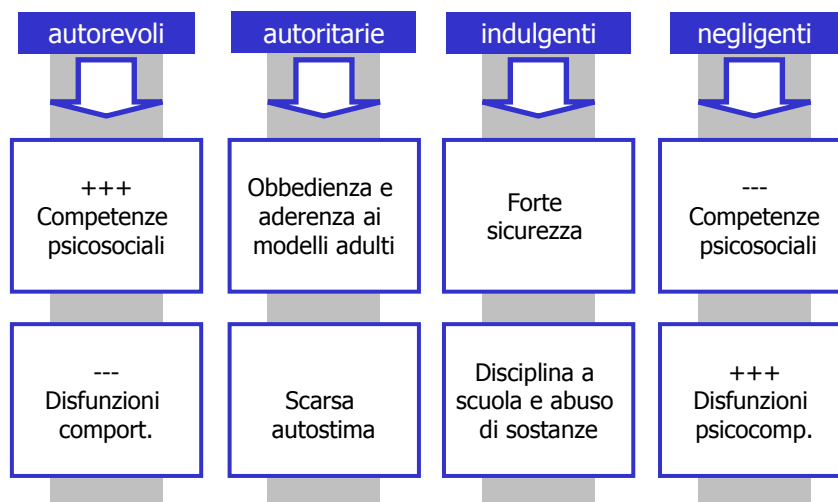 autorevoli
autoritarie
indulgenti
negligenti
+++
Competenze
psicosociali
Obbedienza e
aderenza ai
modelli adulti
Forte
sicurezza
---
Competenze
psicosociali
---
Disfunzioni
comport.
Scarsa
autostima
Disciplina a
scuola e abuso
di sostanze
+++
Disfunzioni
psicocomp.